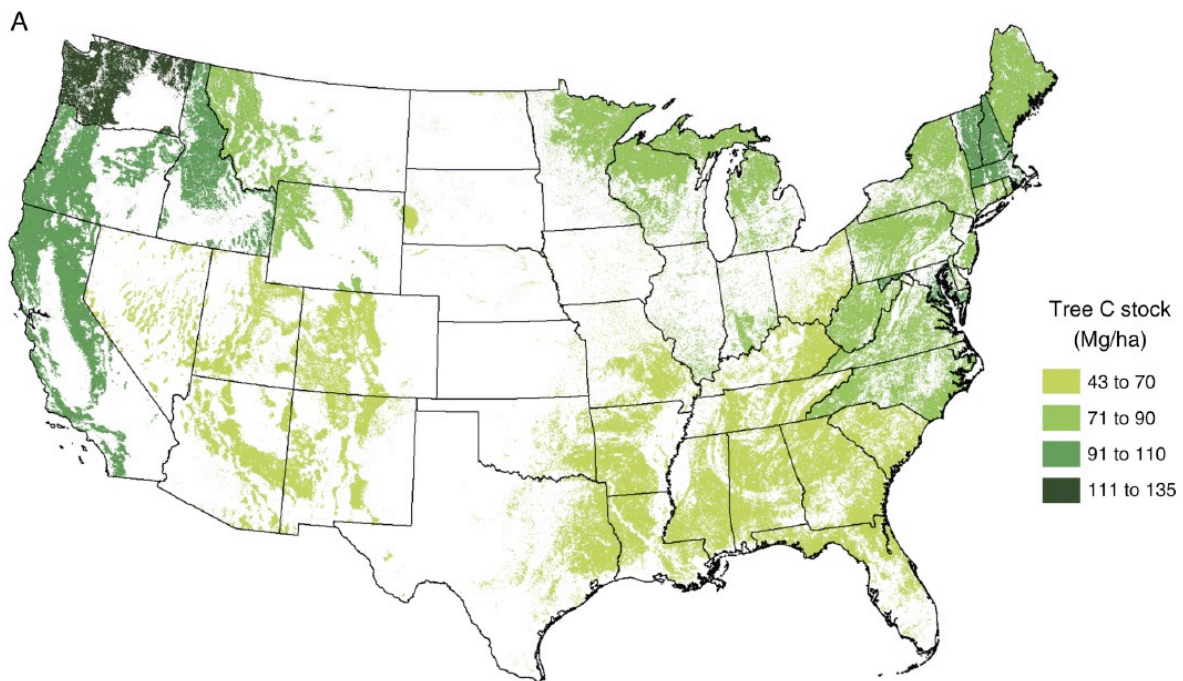 A
Tree C stock
(Mg/ha)
43 to 70
71 to 90
91 to 110
111 to 135